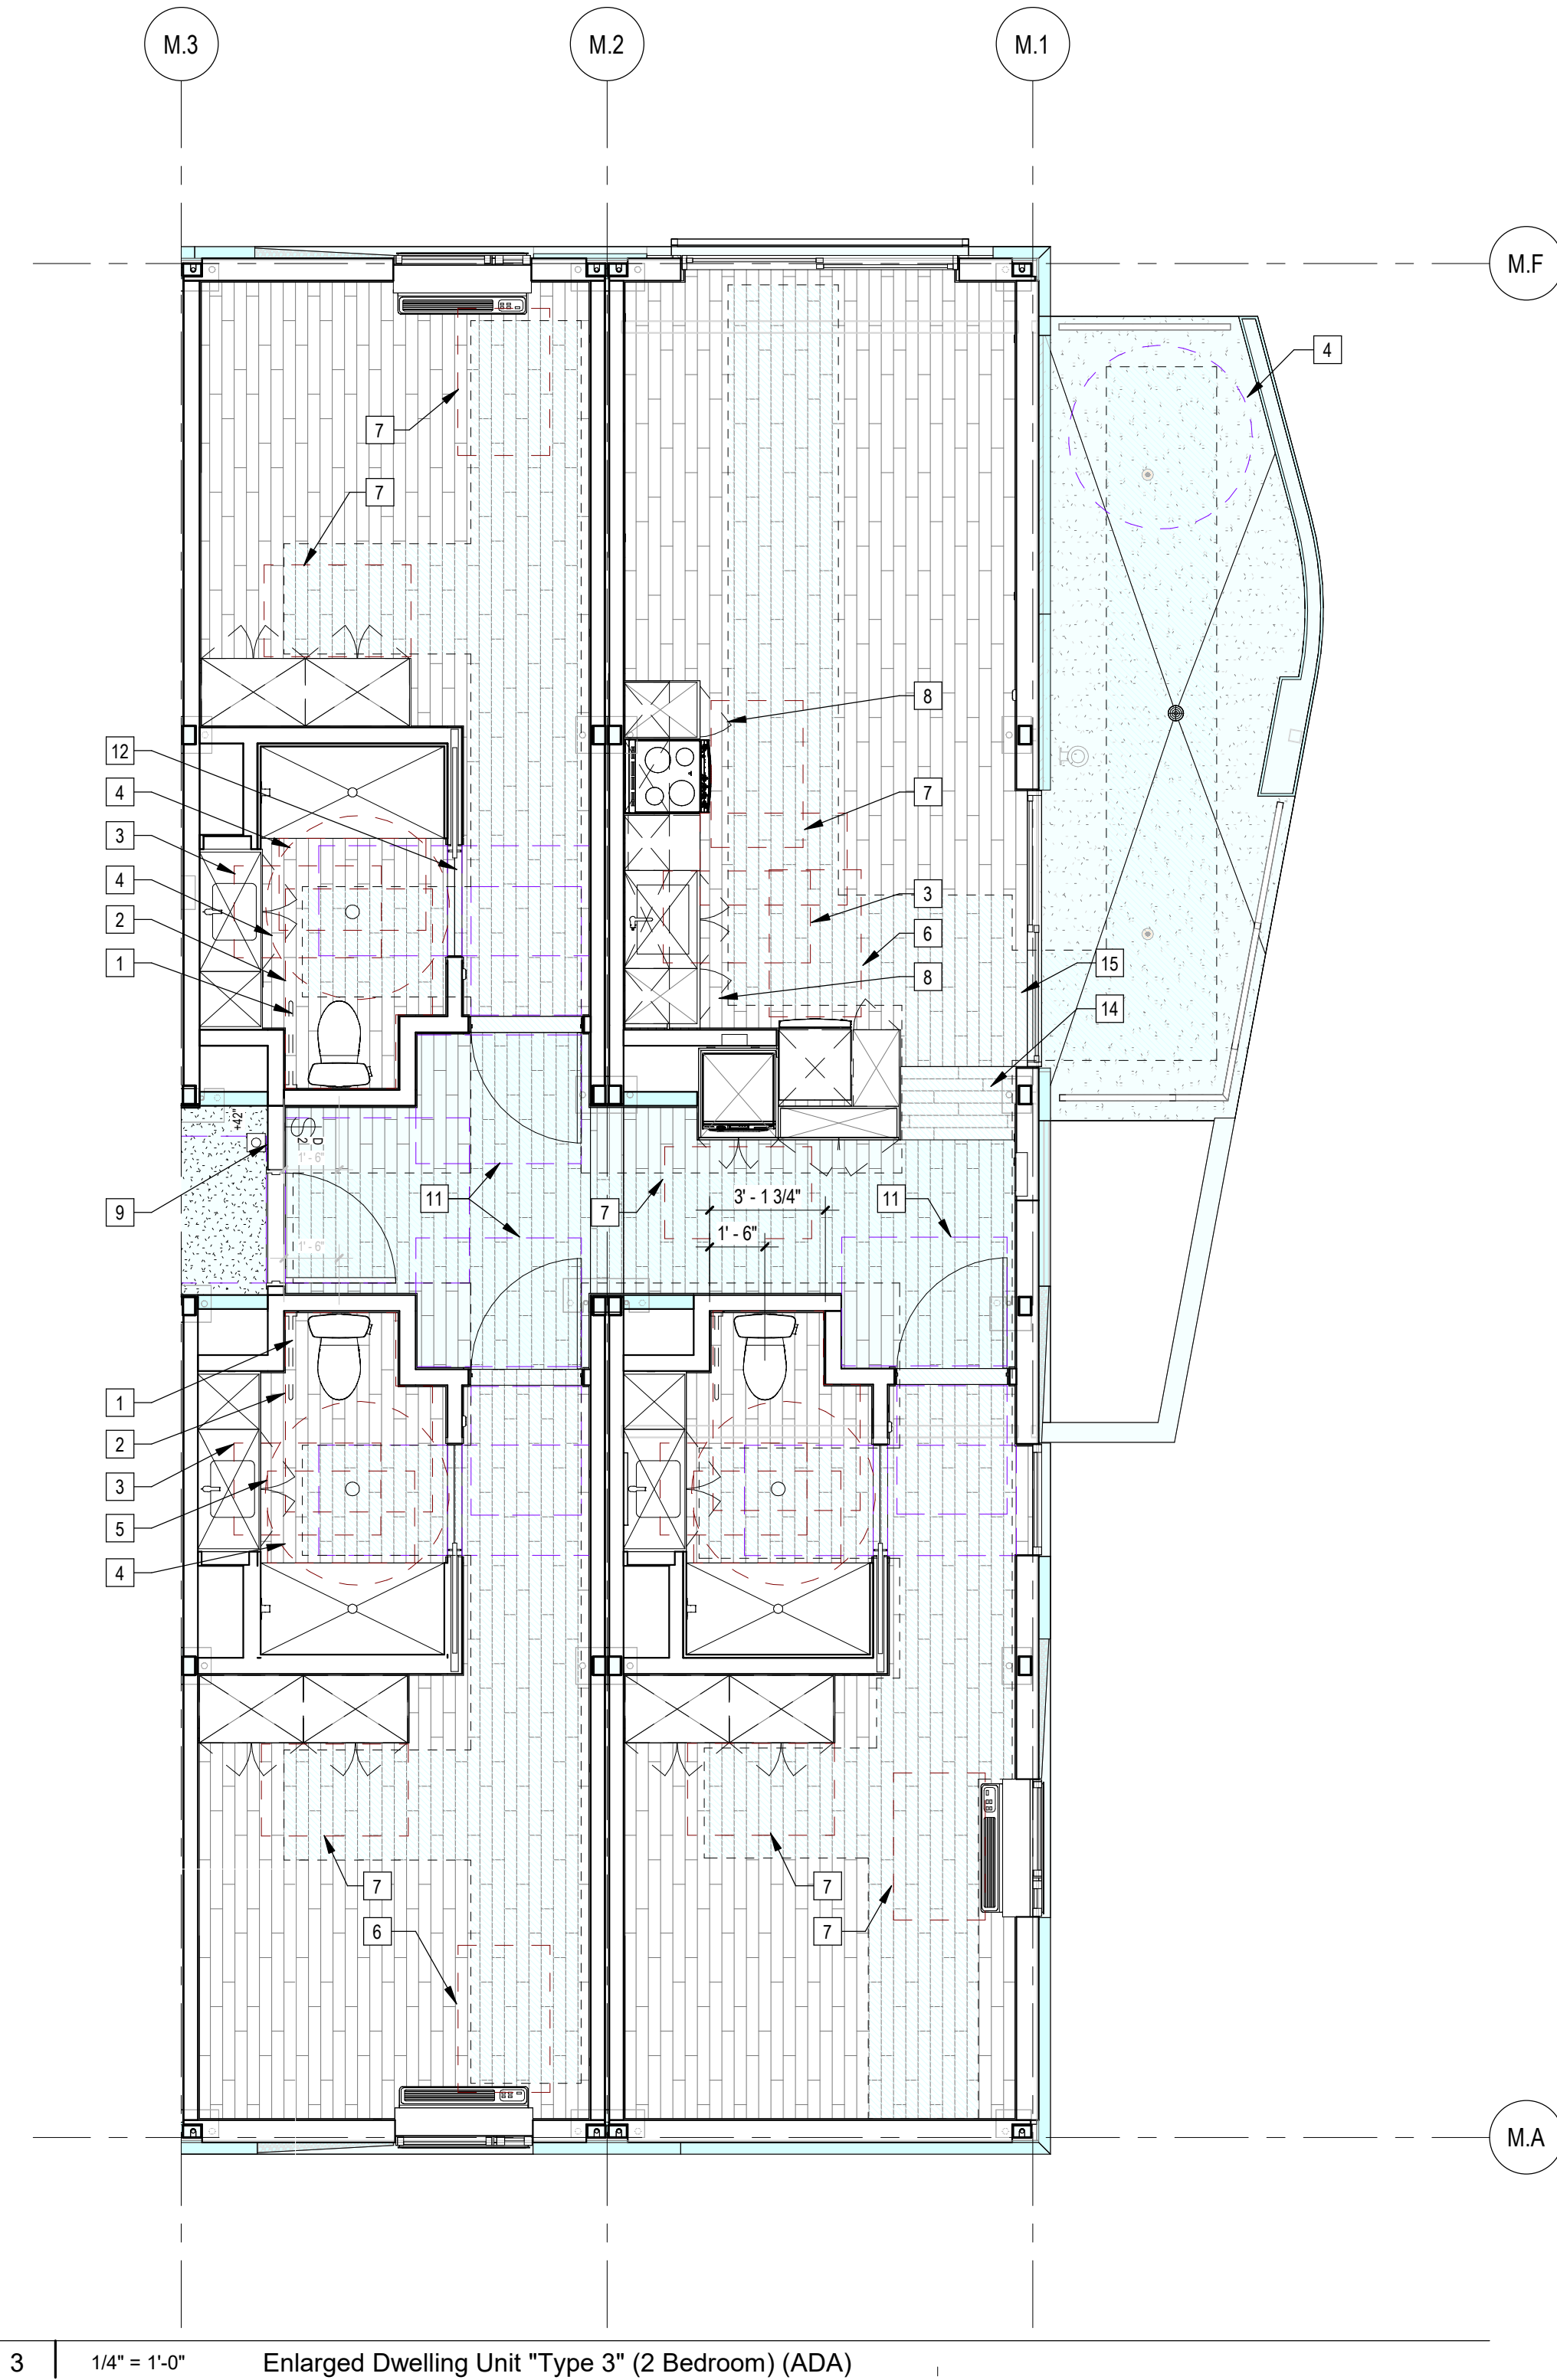 M.3
M.2
M.1
M.F
4
7
7
8
12
4
7
3
3
4
6
2
8
1
15
14
+42"
S
D
2
1' - 6"
9
11
7
3' - 1 3/4"
11
1' - 6"
1' - 6"
1
2
3
5
4
7
7
6
7
M.A
3
1/4" = 1'-0"
Enlarged Dwelling Unit "Type 3" (2 Bedroom) (ADA)